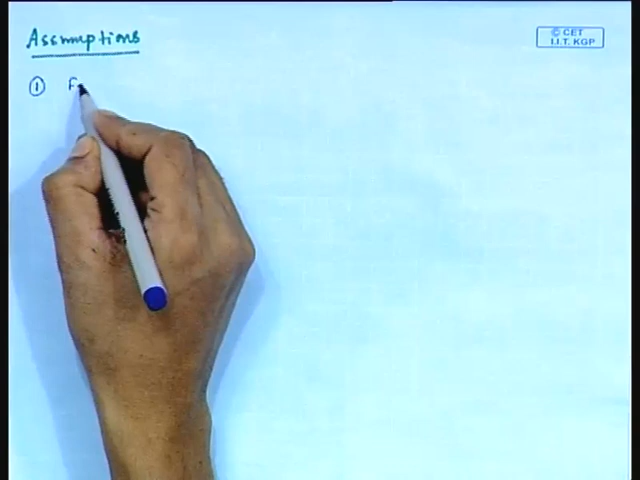 Assumptions
© CET
I.I.T. KGP
① F